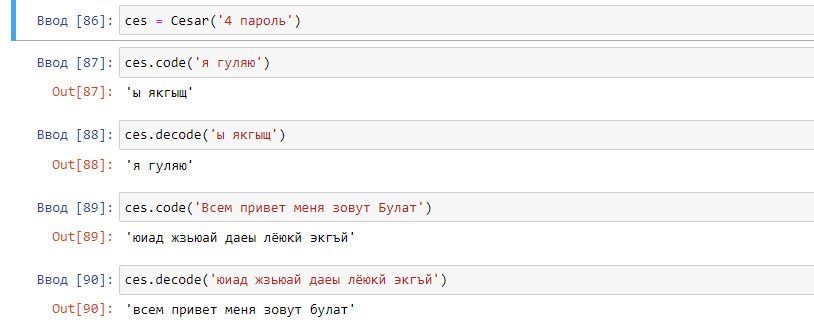 Ввод [86]: ces = Cesar('4 пароль')
Ввод [87]: ces.code('я гуляю')
Out[87]: 'ы якгыщ'
Ввод [88]: ces.decode('ы якгыщ')
Out[88]: 'я гуляю'
Ввод [89]: ces.code('Всем привет меня зовут Булат')
Out[89]: 'юиад жзьюай даеы лёюкй экгъй'
Ввод [90]: ces.decode('юиад жзьюай даеы лёюкй экгъй')
Out[90]: 'всем привет меня зовут булат'